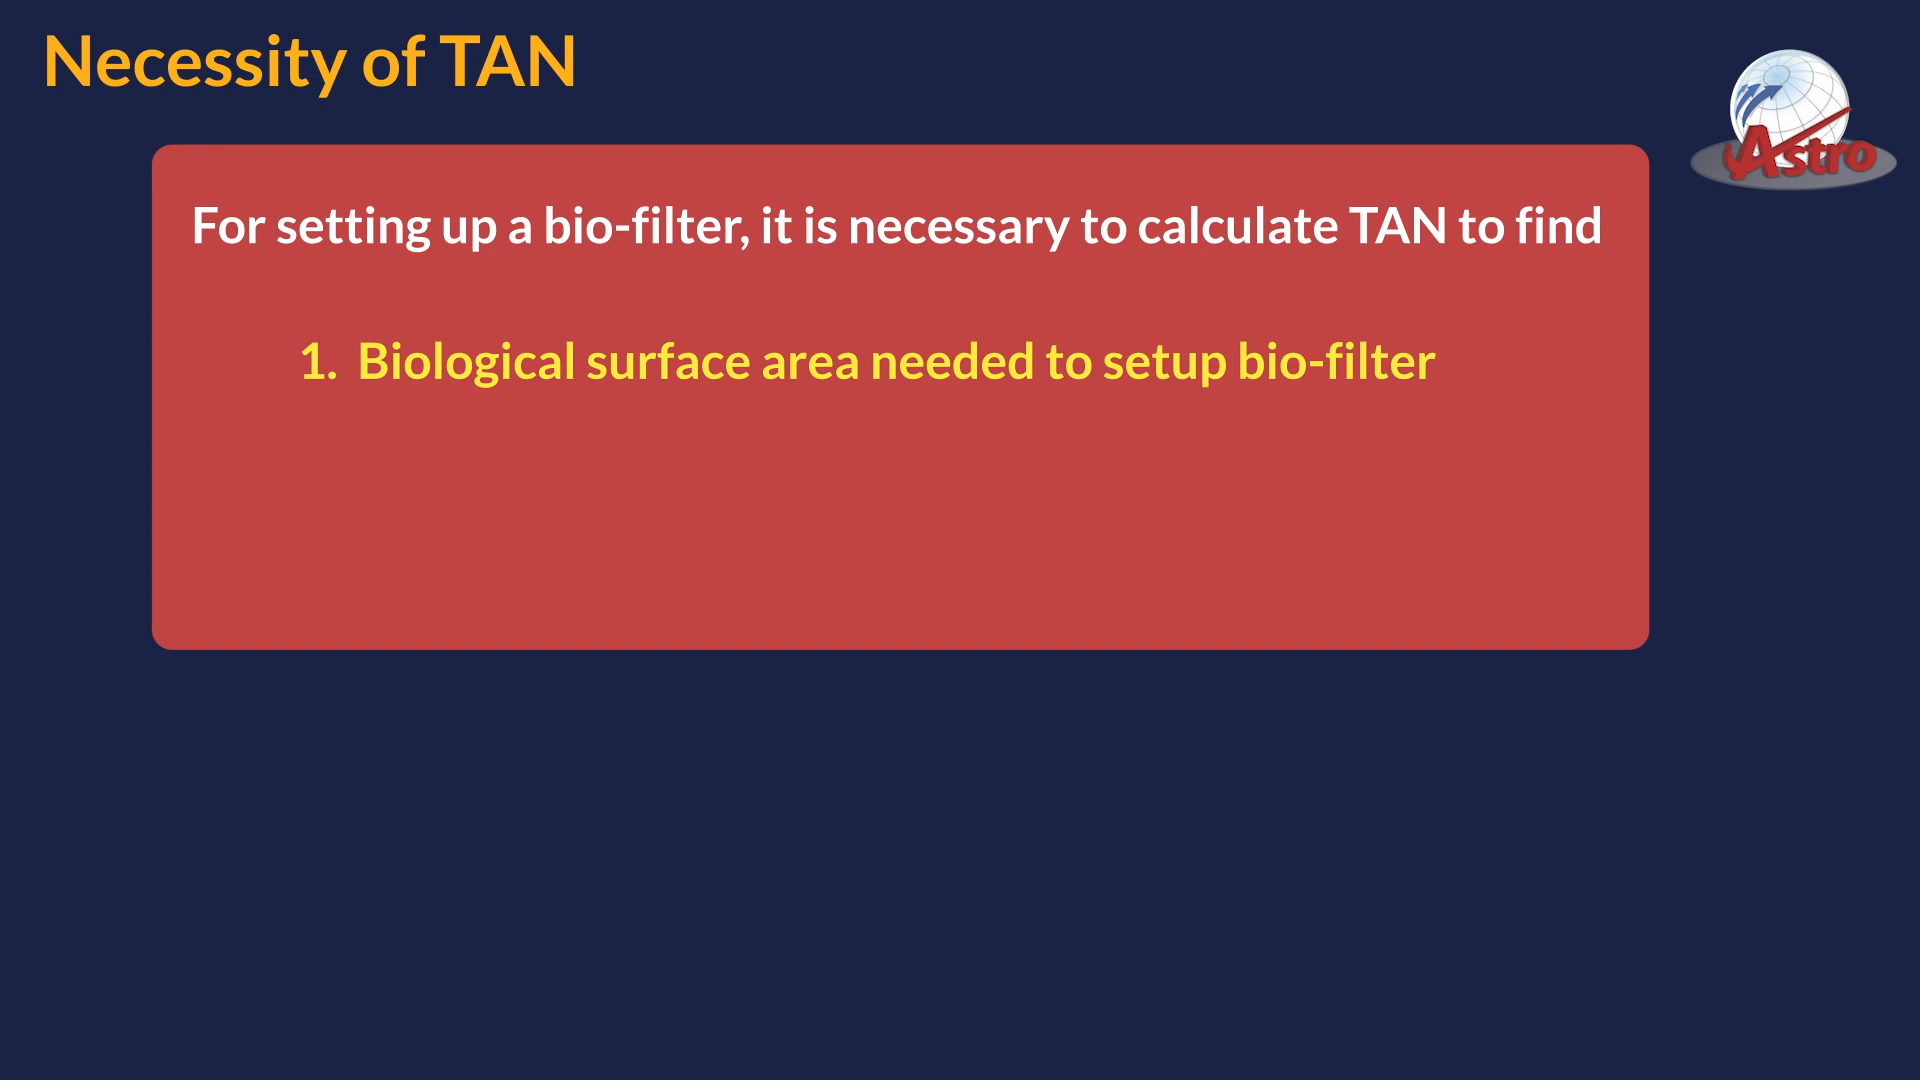 Necessity of TAN
Astro
For setting up a bio-filter, it is necessary to calculate TAN to find
1. Biological surface area needed to setup bio-filter